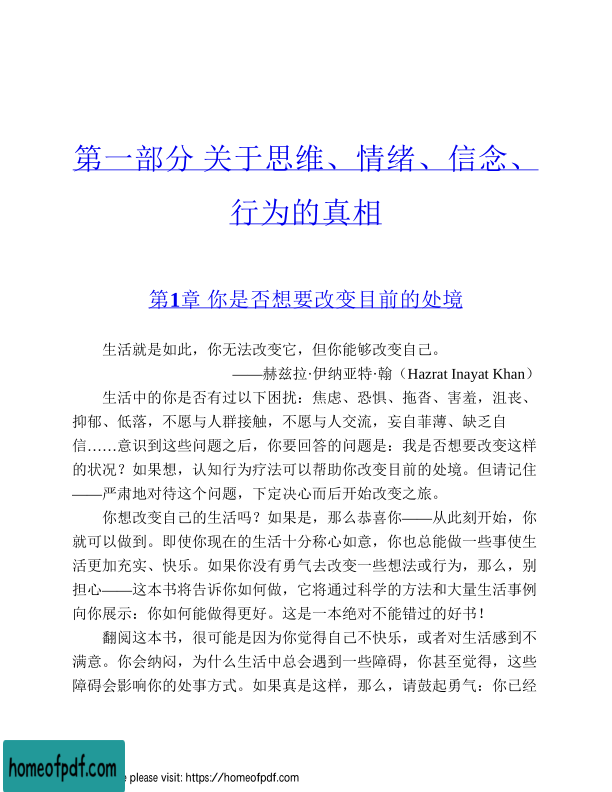 第一部分 关于思维、情绪、信念、
行为的真相
第1章 你是否想要改变目前的处境
生活就是如此，你无法改变它，但你能够改变自己。
——赫兹拉·伊纳亚特·翰（Hazrat Inayat Khan）
生活中的你是否有过以下困扰：焦虑、恐惧、拖沓、害羞，沮丧、
抑郁、低落，不愿与人群接触，不愿与人交流，妄自菲薄、缺乏自
信……意识到这些问题之后，你要回答的问题是：我是否想要改变这样
的状况？如果想，认知行为疗法可以帮助你改变目前的处境。但请记住
——严肃地对待这个问题，下定决心而后开始改变之旅。
你想改变自己的生活吗？如果是，那么恭喜你——从此刻开始，你
就可以做到。即使你现在的生活十分称心如意，你也总能做一些事使生
活更加充实、快乐。如果你没有勇气去改变一些想法或行为，那么，别
担心——这本书将告诉你如何做，它将通过科学的方法和大量生活事例
向你展示：你如何能做得更好。这是一本绝对不能错过的好书！
翻阅这本书，很可能是因为你觉得自己不快乐，或者对生活感到不
满意。你会纳闷，为什么生活中总会遇到一些障碍，你甚至觉得，这些
障碍会影响你的处事方式。如果真是这样，那么，请鼓起勇气：你已经
homeofpdf.com
e please visit: https://homeofpdf.com